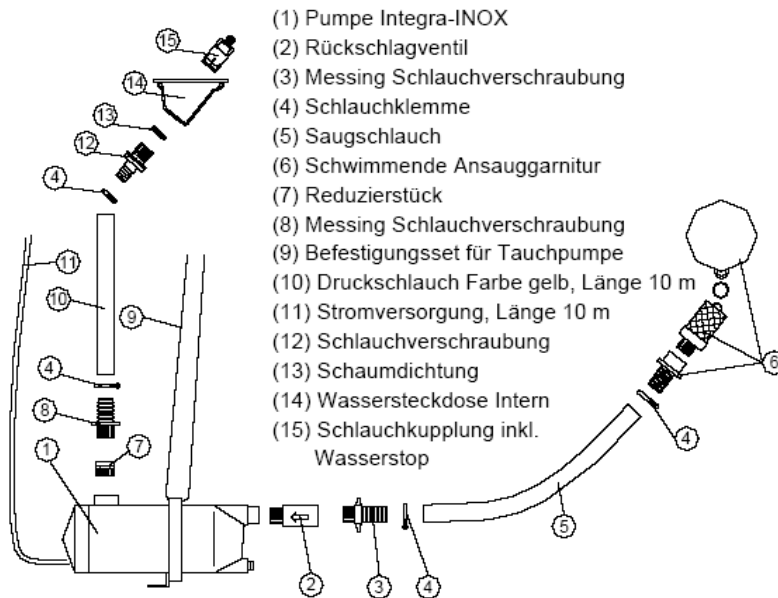 (1) Pumpe Integra-INOX
(2) Rückschlagventil
(3) Messing Schlauchverschraubung
(4) Schlauchklemme
(5) Saugschlauch
(6) Schwimmende Ansauggarnitur
(7) Reduzierstück
(8) Messing Schlauchverschraubung
(9) Befestigungsset für Tauchpumpe
(10) Druckschlauch Farbe gelb, Länge 10 m
(11) Stromversorgung, Länge 10 m
(12) Schlauchverschraubung
(13) Schaumdichtung
(14) Wassersteckdose Intern
(15) Schlauchkupplung inkl.
Wasserstop
15
14
13
12
4
11
10
9
4
8
7
1
2
3
4
5
4
6